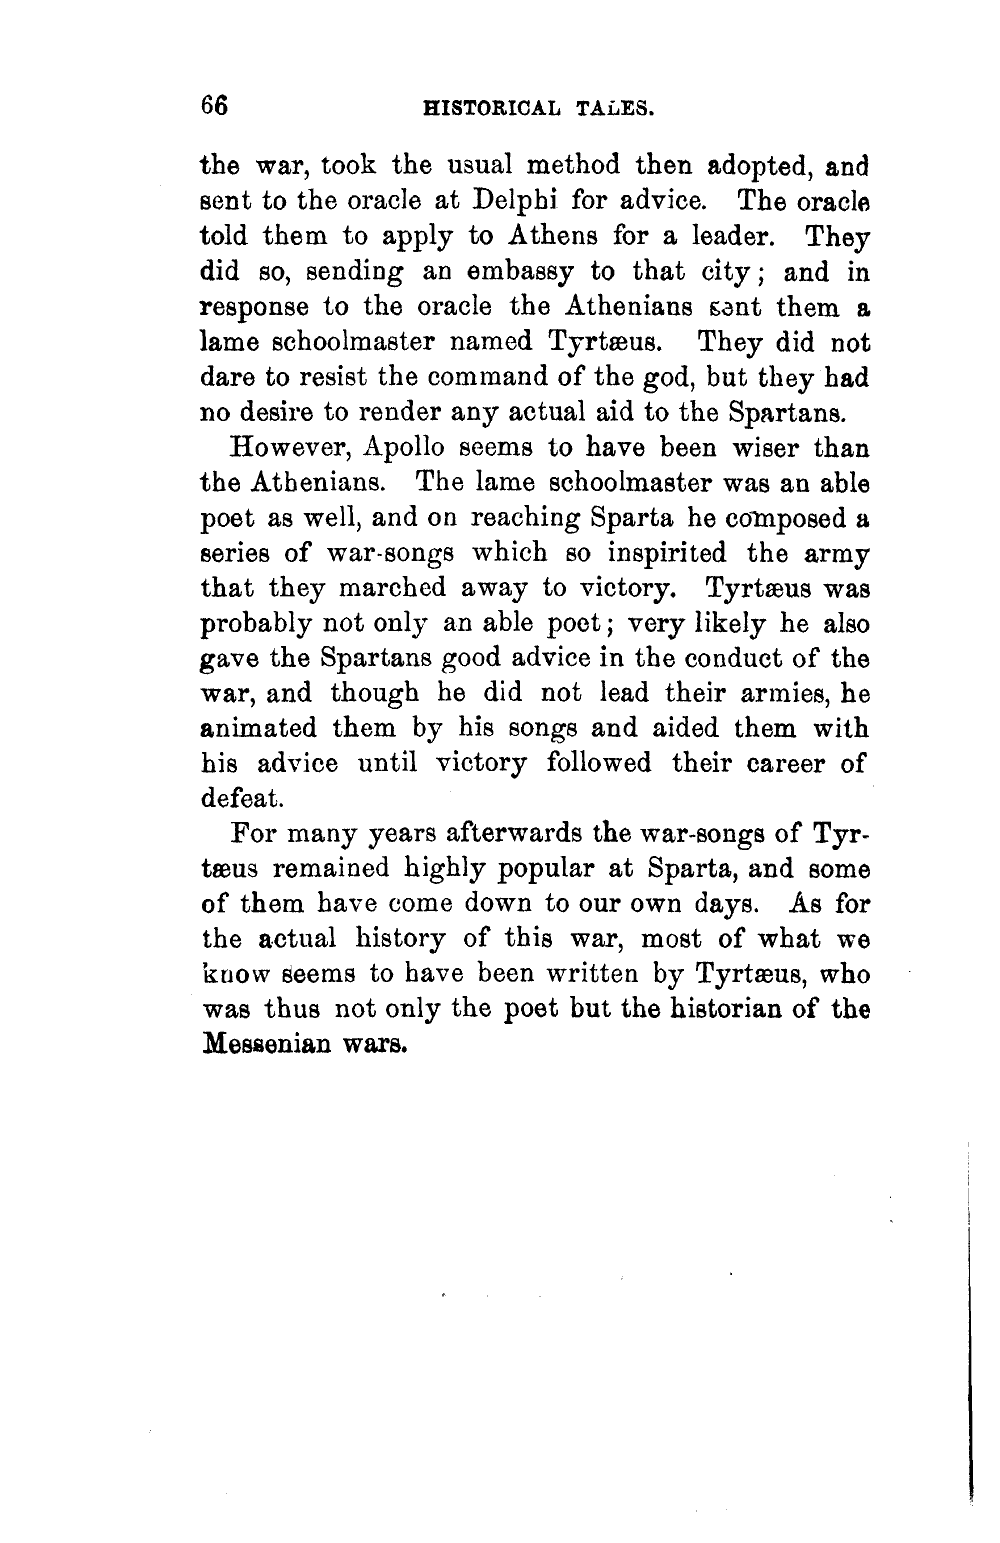 66 HISTORICAL TALES.
the war, took the usual method then adopted, and
sent to the oracle at Delphi for advice. The oracle
told them to apply to Athens for a leader. They
did so, sending an embassy to that city; and in
response to the oracle the Athenians sent them a
lame schoolmaster named Tyrtæus. They did not
dare to resist the command of the god, but they had
no desire to render any actual aid to the Spartans.
However, Apollo seems to have been wiser than
the Athenians. The lame schoolmaster was an able
poet as well, and on reaching Sparta he composed a
series of war-songs which so inspirited the army
that they marched away to victory. Tyrtæus was
probably not only an able poet; very likely he also
gave the Spartans good advice in the conduct of the
war, and though he did not lead their armies, he
animated them by his songs and aided them with
his advice until victory followed their career of
defeat.
For many years afterwards the war-songs of Tyr-
tæus remained highly popular at Sparta, and some
of them have come down to our own days. As for
the actual history of this war, most of what we
know seems to have been written by Tyrtæus, who
was thus not only the poet but the historian of the
Messenian wars.